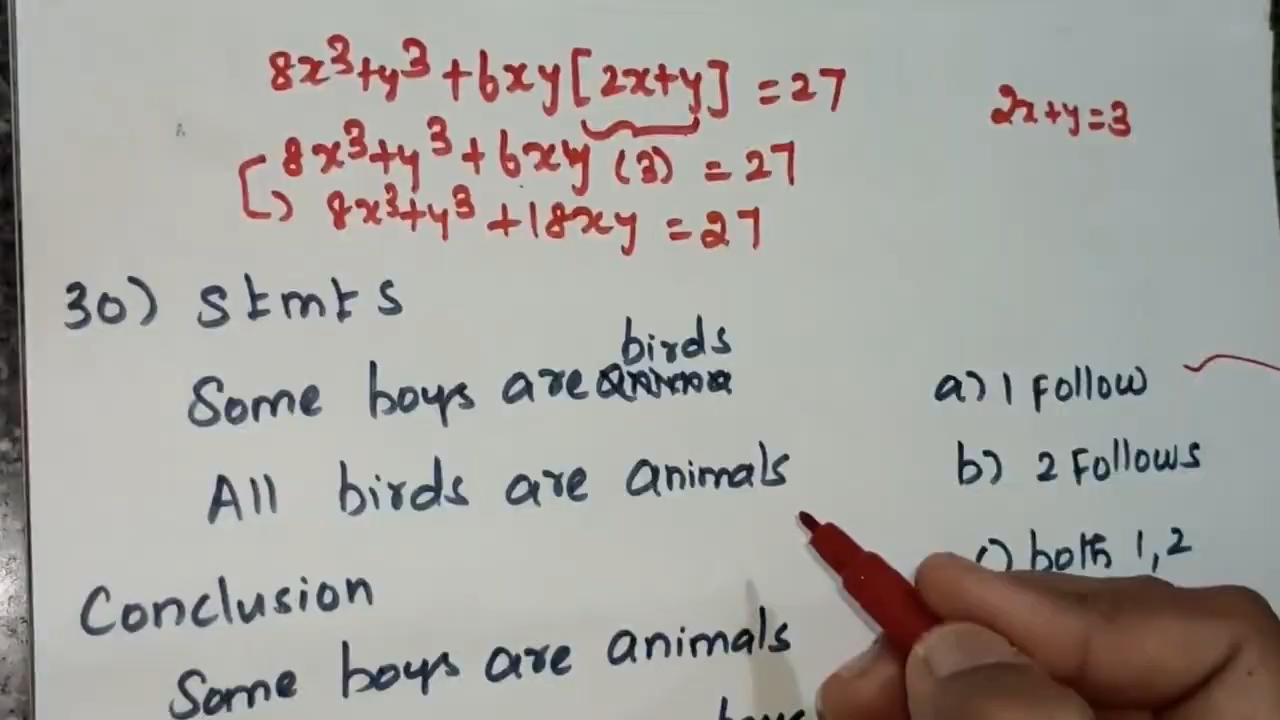 8x³+y³+6xy[2x+y]=27
2x+y=3
8x³+y³+6xy(3)=27
8x³+y³+18xy=27
30) Stmts
Some boys are birds
All birds are animals
a) 1 Follow
b) 2 Follows
c) both 1,2
Conclusion
Some boys are animals